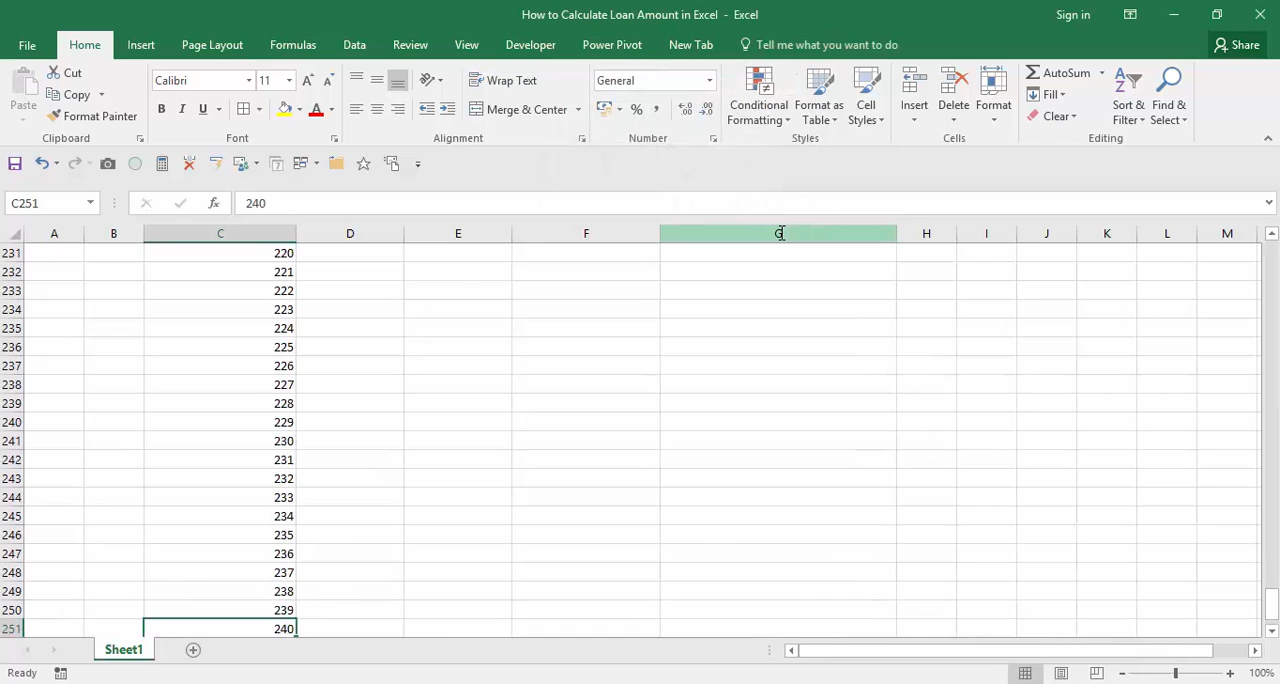 How to Calculate Loan Amount in Excel - Excel
Sign in
File Home Insert Page Layout Formulas Data Review View Developer Power Pivot New Tab Tell me what you want to do Share
Paste
Cut
Copy
Format Painter
Clipboard
Calibri 11
B I U A
Font
Wrap Text
Merge & Center
Alignment
General
%
Number
Conditional Formatting
Format as Table
Cell Styles
Styles
Insert
Delete
Format
Cells
AutoSum
Fill
Clear
Sort & Filter
Find & Select
Editing
C251 fx 240
A B C D E F G H I J K L M
231 220
232 221
233 222
234 223
235 224
236 225
237 226
238 227
239 228
240 229
241 230
242 231
243 232
244 233
245 234
246 235
247 236
248 237
249 238
250 239
251 240
Sheet1
Ready 100%